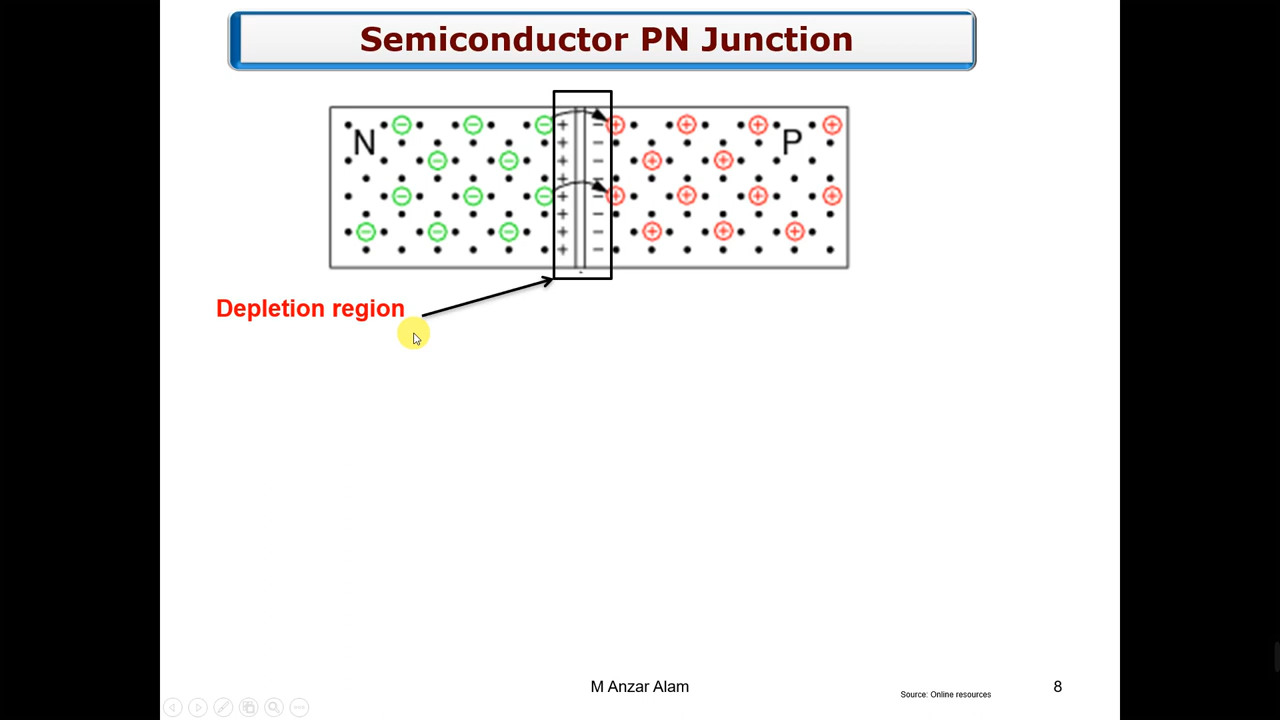 Semiconductor PN Junction
N
P
Depletion region
M Anzar Alam
Source: Online resources
8